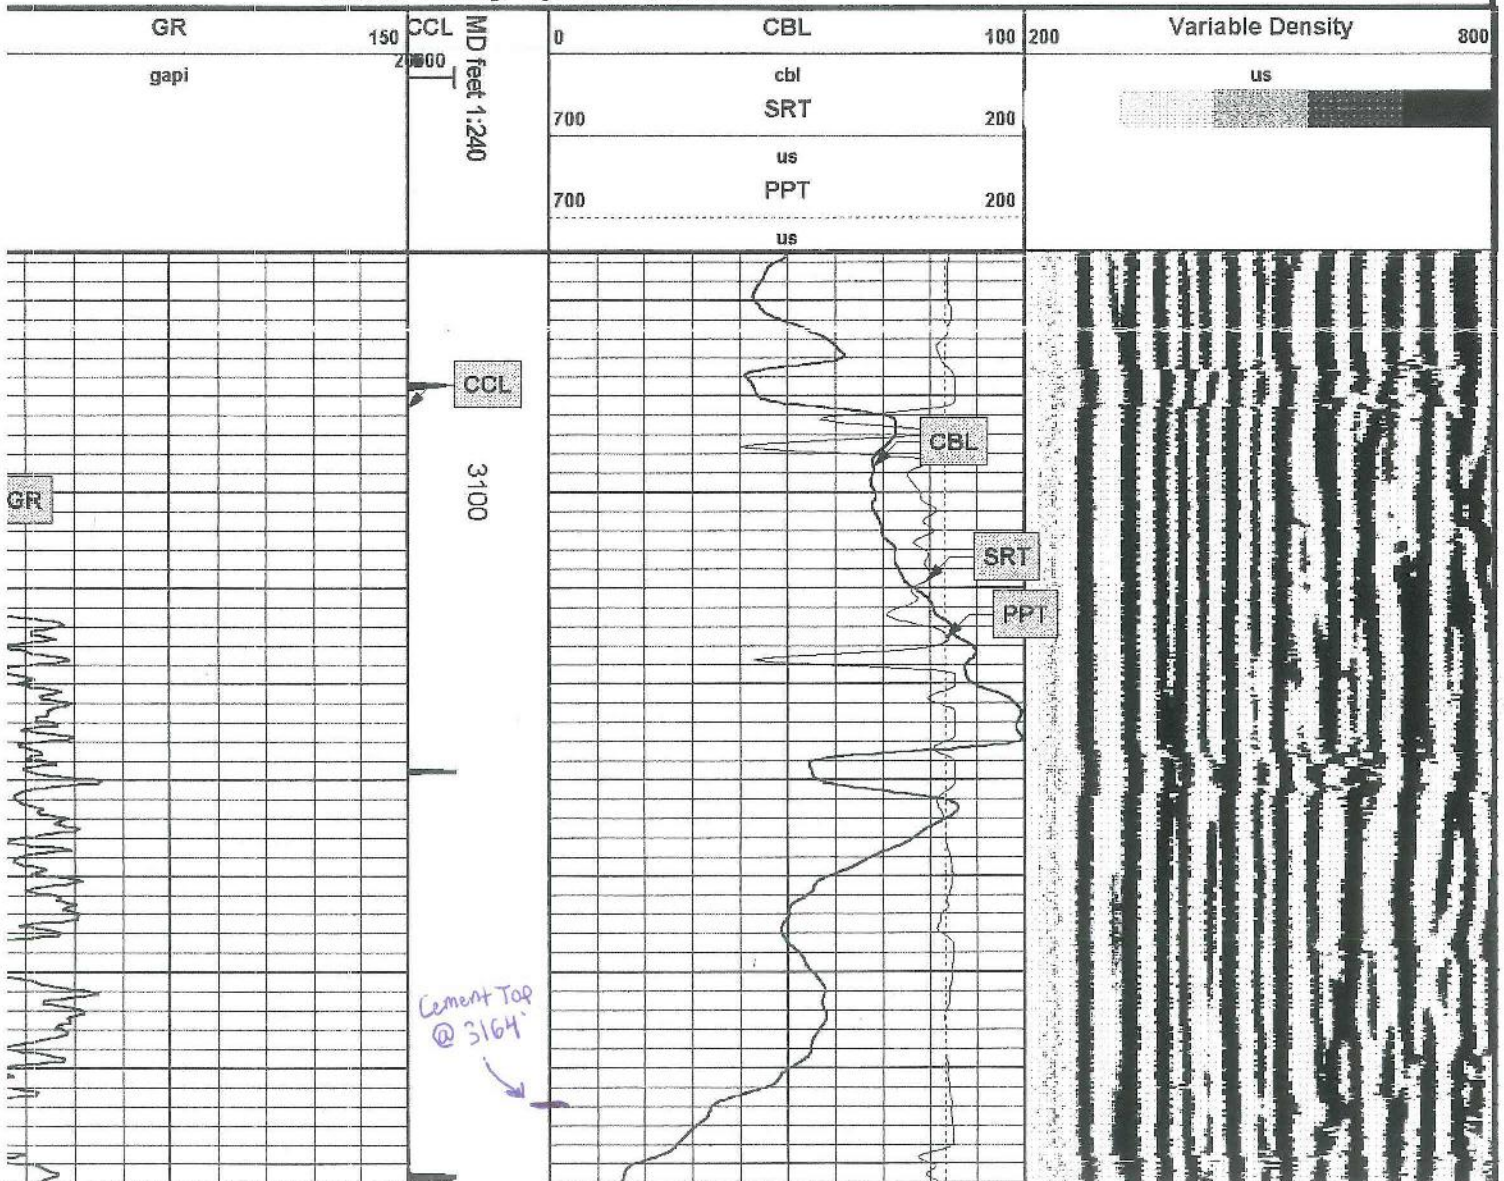 GR
150
gapi
CCL
MD feet 1:240
0
CBL
100
cbl
700
SRT
200
us
700
PPT
200
us
200
Variable Density
800
us
CCL
CBL
3100
GR
SRT
PPT
Cement Top
@ 3164'